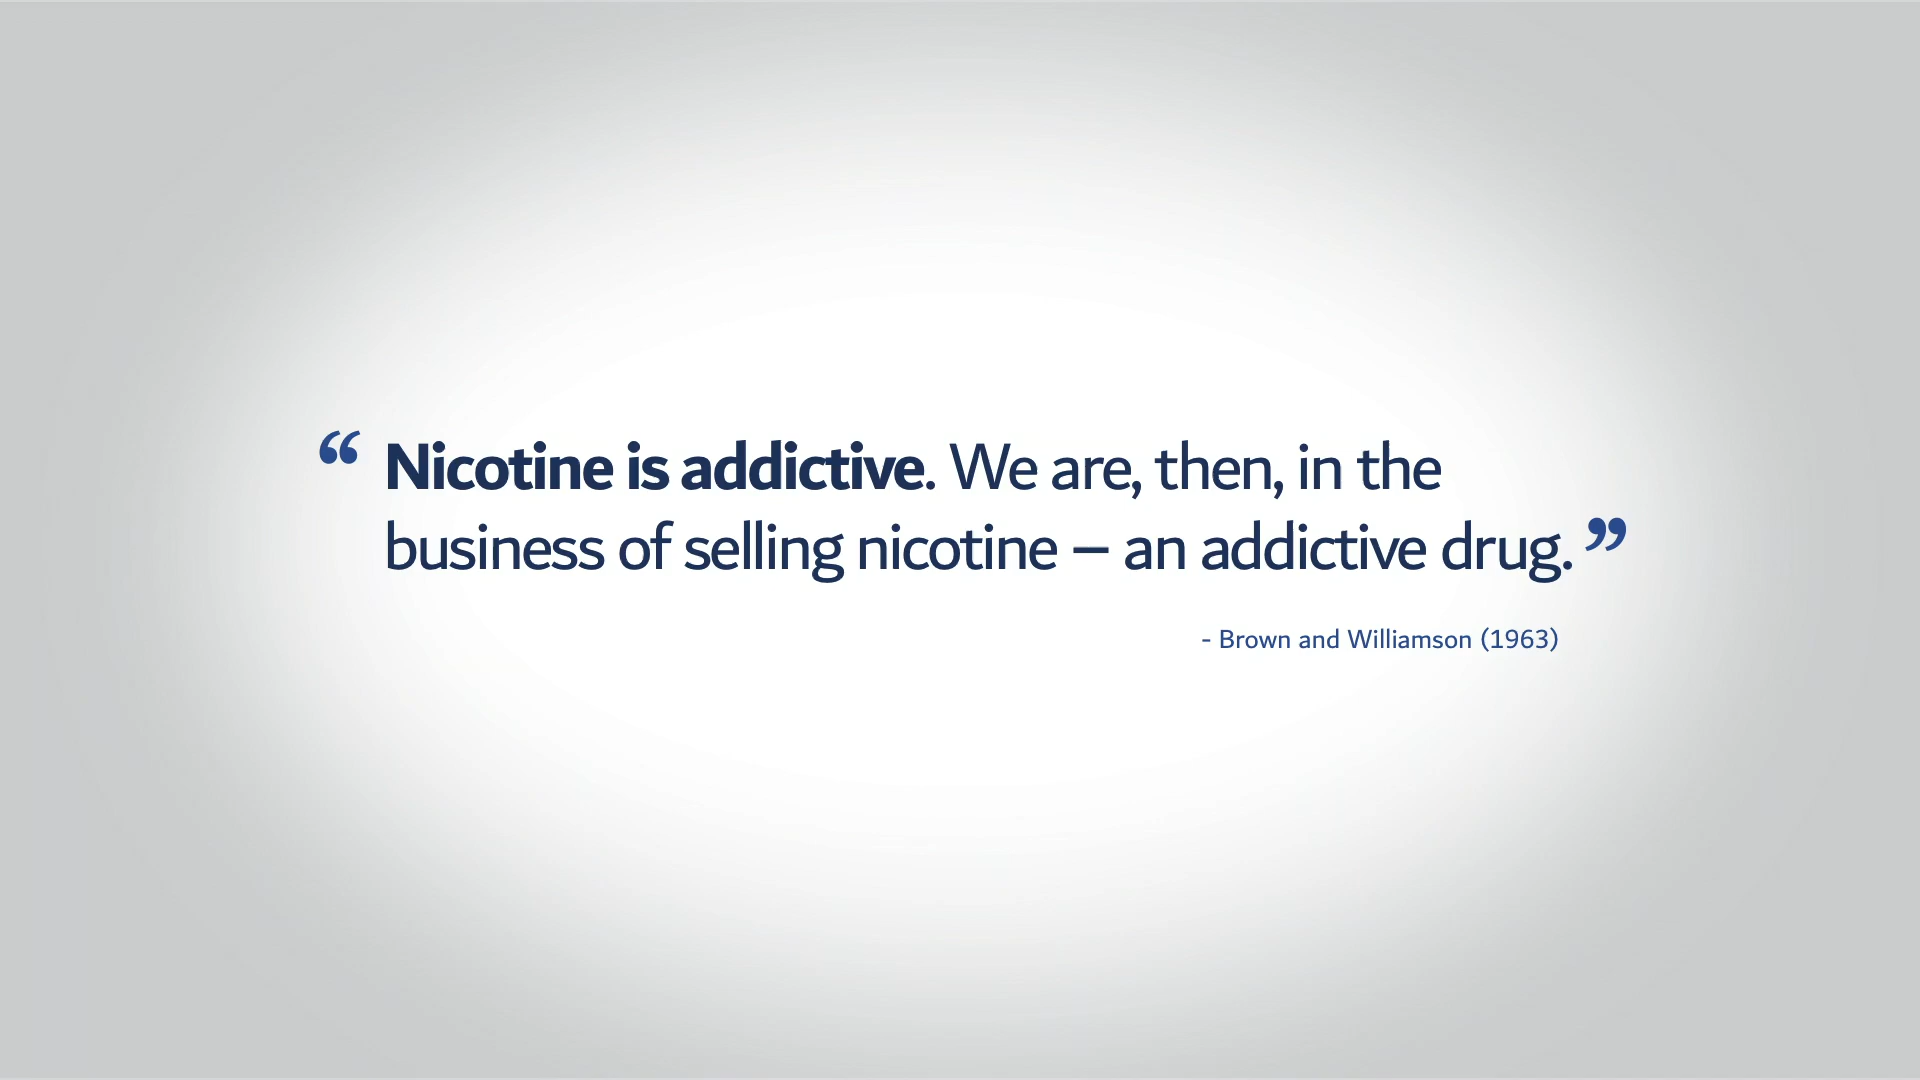 “Nicotine is addictive. We are, then, in the
business of selling nicotine – an addictive drug.”
- Brown and Williamson (1963)